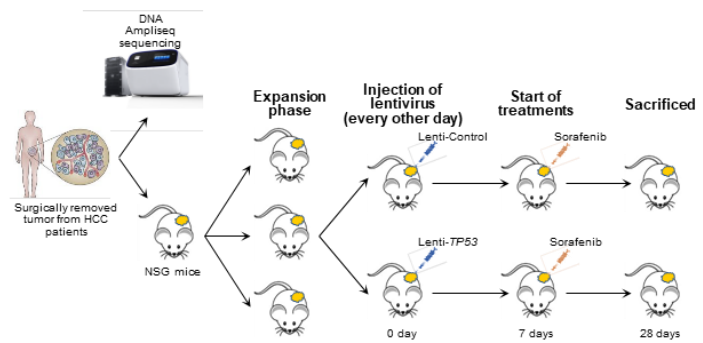 DNA
Ampliseq
sequencing
Surgically removed
tumor from HCC
patients
NSG mice
Expansion
phase
Injection of
lentivirus
(every other day)
Start of
treatments
Sacrificed
Lenti-Control
Sorafenib
Lenti-TP53
Sorafenib
0 day
7 days
28 days